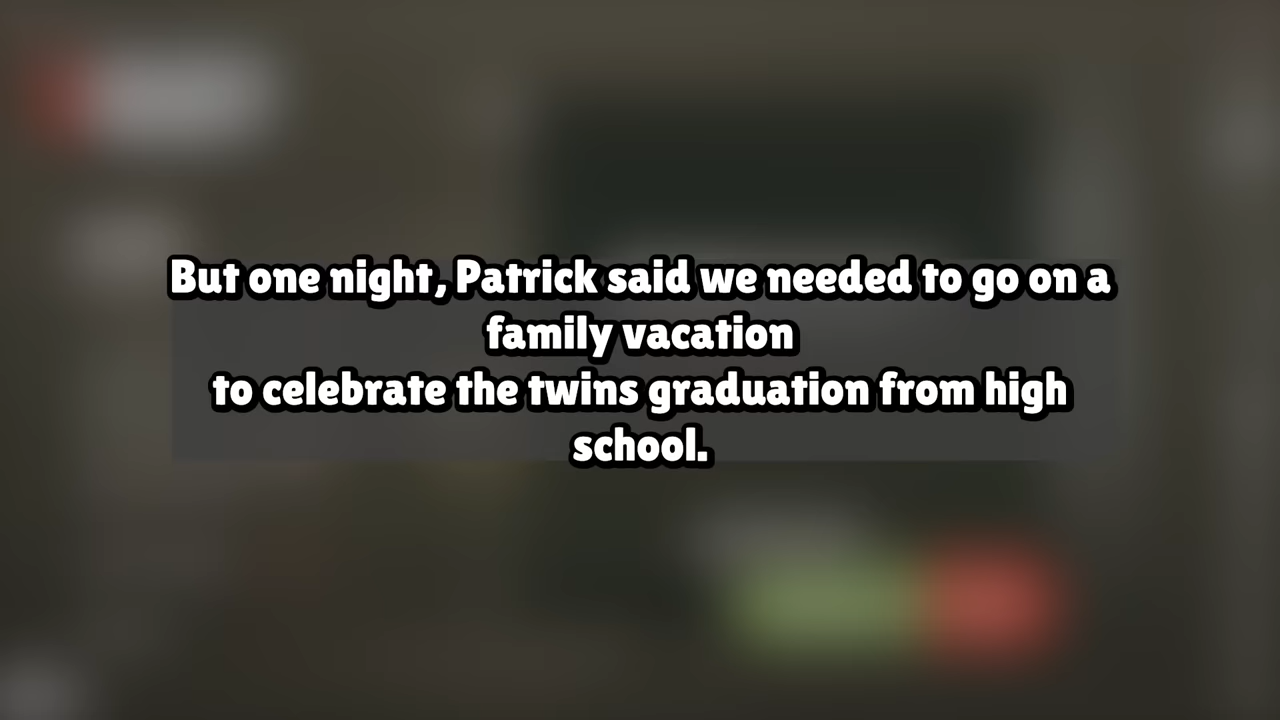 But one night, Patrick said we needed to go on a
family vacation
to celebrate the twins graduation from high
school.